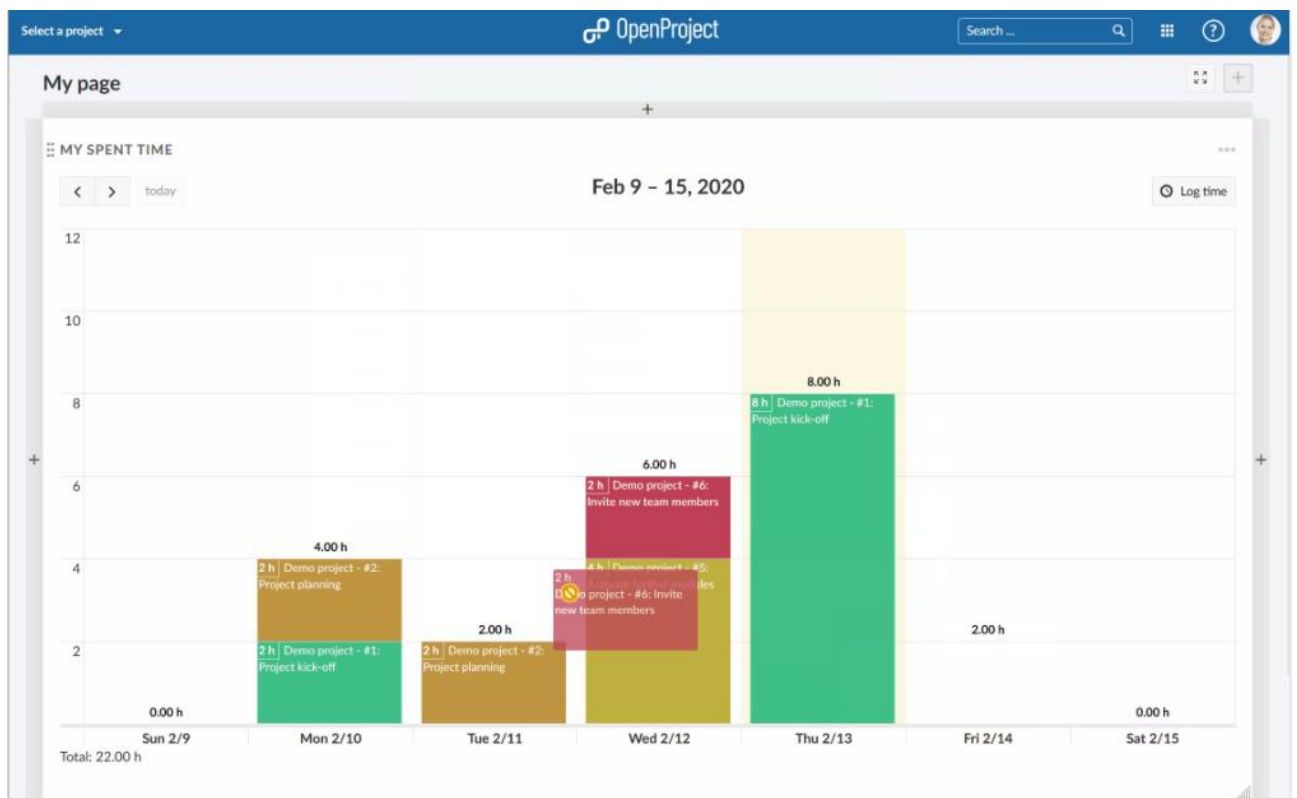 Select a project
OpenProject
Search ...
My page
MY SPENT TIME
today
Feb 9 – 15, 2020
Log time
12
10
8
6
4
2
0.00 h
4.00 h
2 h Demo project - #2:
Project planning
2 h Demo project - #1:
Project kick-off
2.00 h
2 h Demo project - #2:
Project planning
6.00 h
2 h Demo project - #6:
Invite new team members
4 h Demo project - #5:
2 h
Demo project - #6: Invite
new team members
8.00 h
8 h Demo project - #1:
Project kick-off
2.00 h
0.00 h
Sun 2/9
Mon 2/10
Tue 2/11
Wed 2/12
Thu 2/13
Fri 2/14
Sat 2/15
Total: 22.00 h